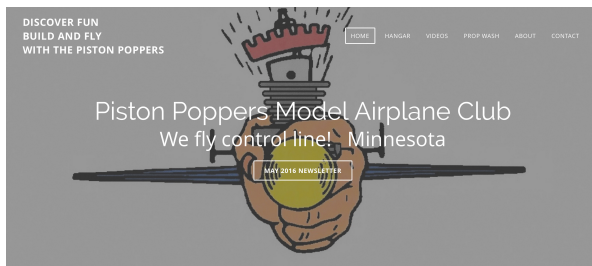 DISCOVER FUN
BUILD AND FLY
WITH THE PISTON POPPERS
HOME HANGAR VIDEOS PROP WASH ABOUT CONTACT
Piston Poppers Model Airplane Club
We fly control line! Minnesota
MAY 2016 NEWSLETTER